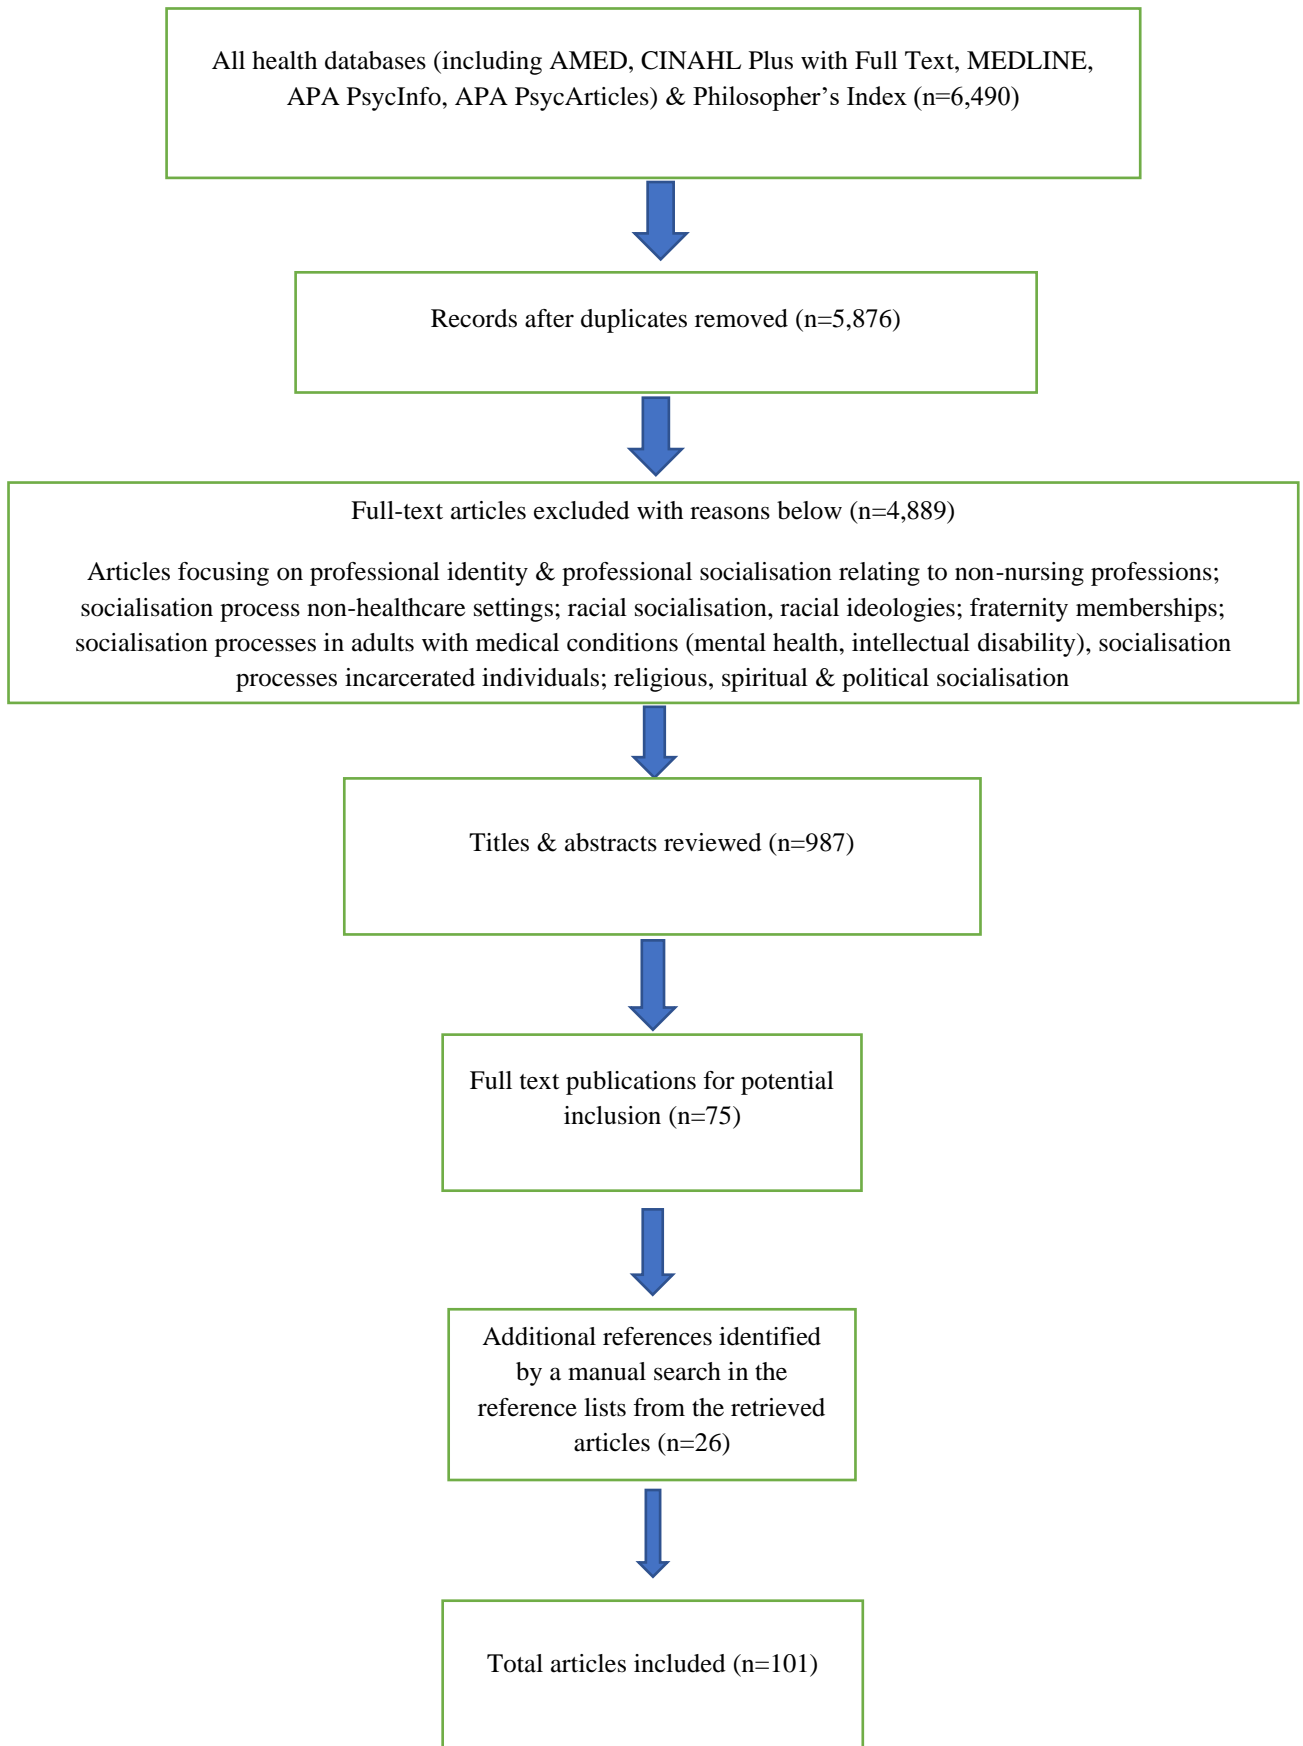 All health databases (including AMED, CINAHL Plus with Full Text, MEDLINE,
APA PsycInfo, APA PsycArticles) & Philosopher’s Index (n=6,490)
Records after duplicates removed (n=5,876)
Full-text articles excluded with reasons below (n=4,889)
Articles focusing on professional identity & professional socialisation relating to non-nursing professions;
socialisation process non-healthcare settings; racial socialisation, racial ideologies; fraternity memberships;
socialisation processes in adults with medical conditions (mental health, intellectual disability), socialisation
processes incarcerated individuals; religious, spiritual & political socialisation
Titles & abstracts reviewed (n=987)
Full text publications for potential
inclusion (n=75)
Additional references identified
by a manual search in the
reference lists from the retrieved
articles (n=26)
Total articles included (n=101)